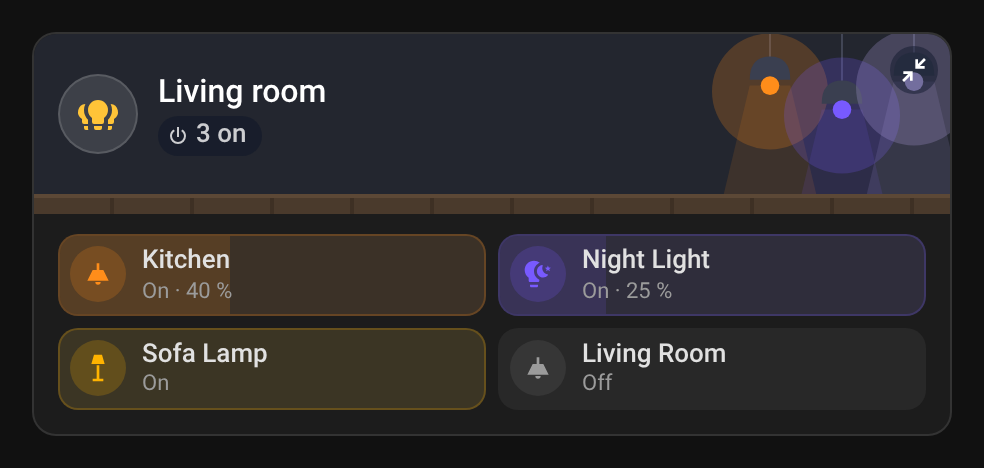 Living room
3 on
Kitchen
On · 40 %
Night Light
On · 25 %
Sofa Lamp
On
Living Room
Off